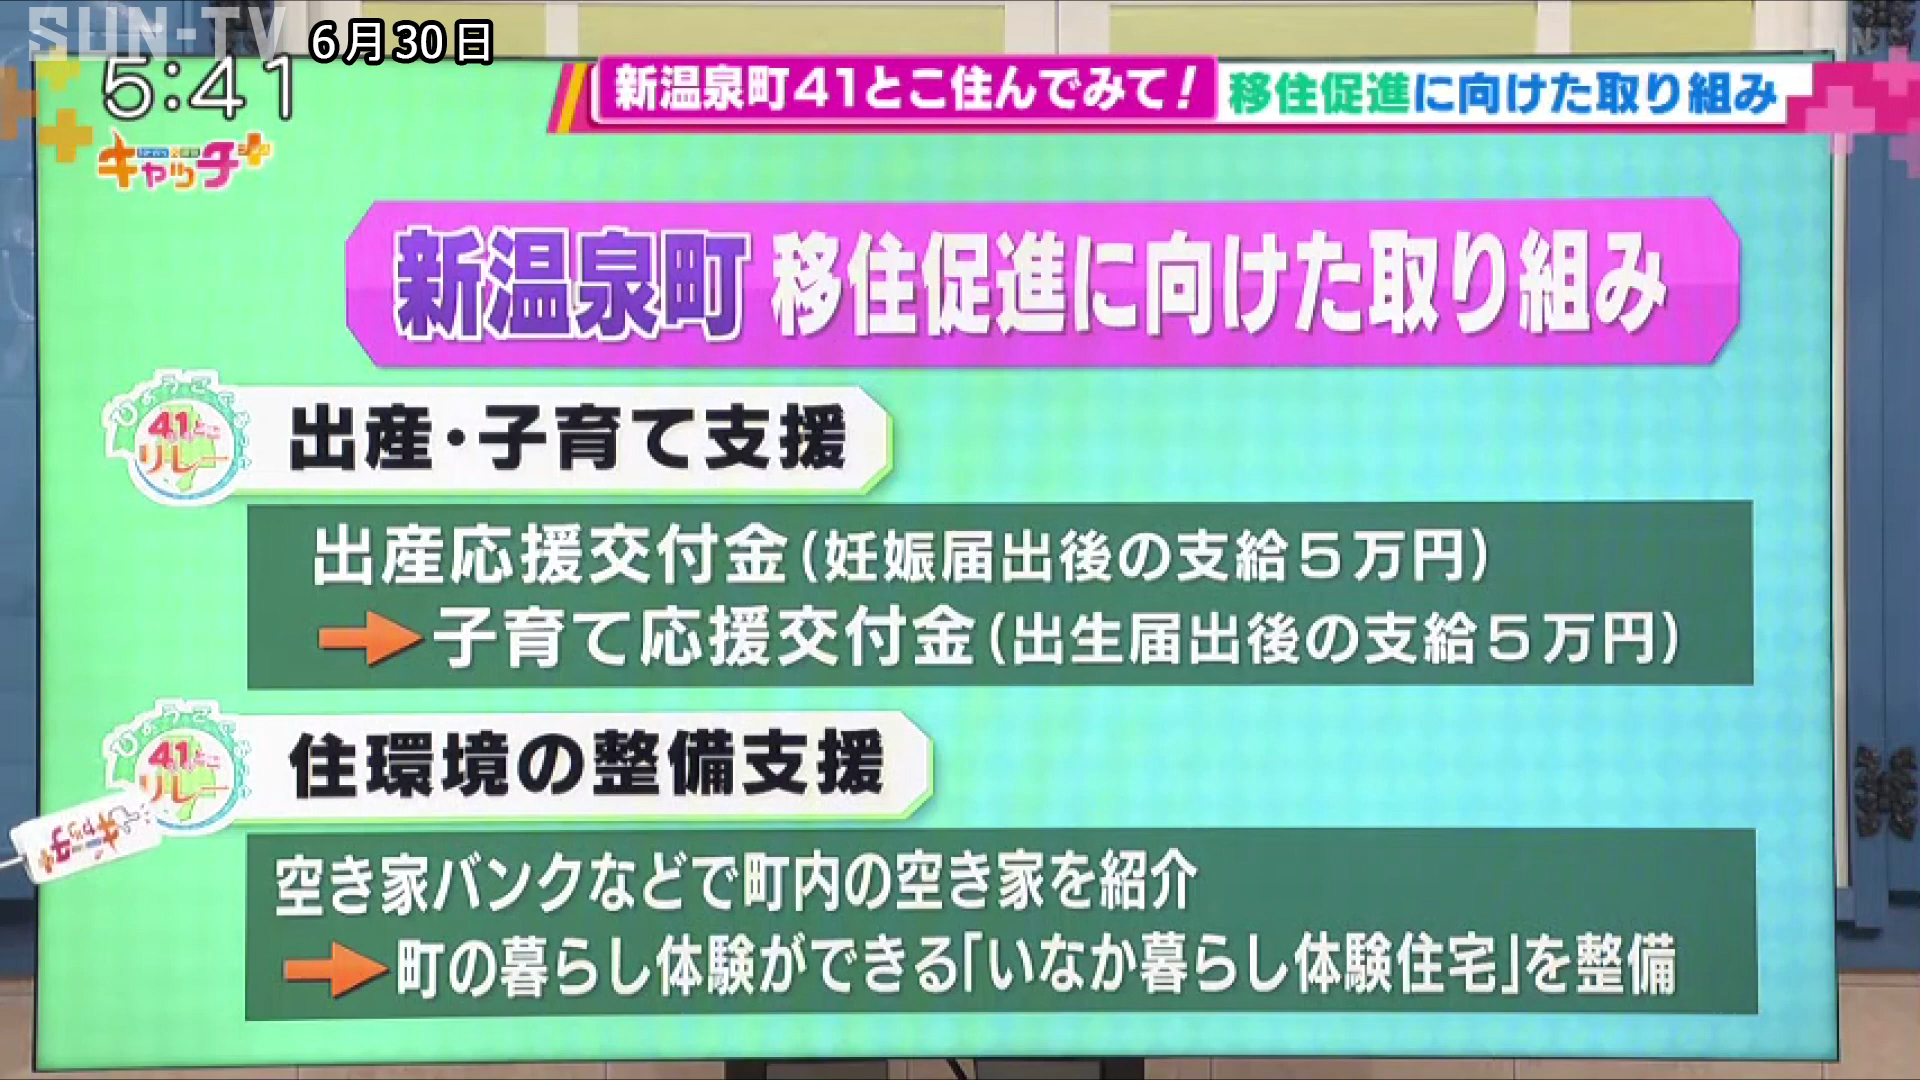 SUN-TV
6月30日
5:41
キャッチ+
新温泉町41とこ住んでみて!
移住促進に向けた取り組み
新温泉町 移住促進に向けた取り組み
41とこ
リレー
出産・子育て支援
出産応援交付金(妊娠届出後の支給5万円)
子育て応援交付金(出生届出後の支給5万円)
41とこ
リレー
住環境の整備支援
キャッチ+
空き家バンクなどで町内の空き家を紹介
町の暮らし体験ができる「いなか暮らし体験住宅」を整備